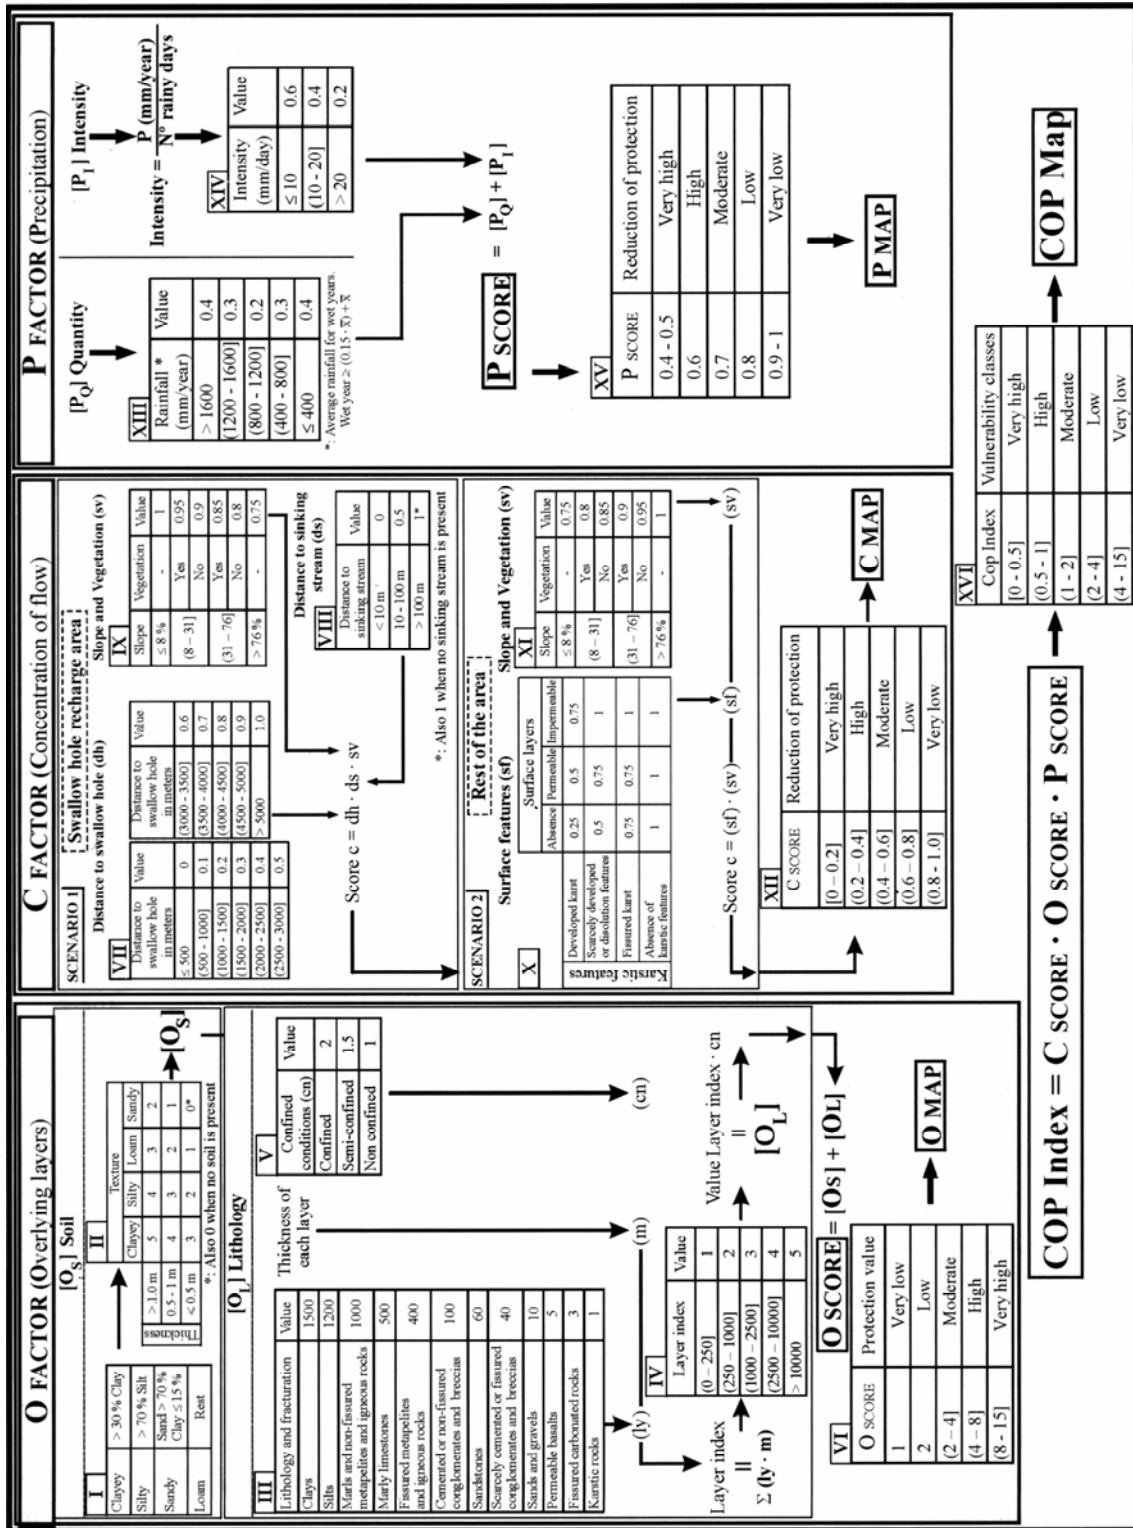 O FACTOR (Overlying layers)
[OS] Soil
I
Clayey > 30 % Clay
Silty > 70 % Silt
Sandy Sand > 70 % Clay ≤ 15 %
Loam Rest
II
Texture
Clayey Silty Loam Sandy
Thickness
> 1.0 m 5 4 3 2
0.5 - 1 m 4 3 2 1
< 0.5 m 3 2 1 0*
*: Also 0 when no soil is present
[OS]
[OL] Lithology
III
Lithology and fracturation Value
Clays 1500
Silts 1200
Marls and non-fissured metapelites and igneous rocks 1000
Marly limestones 500
Fissured metapelites and igneous rocks 400
Cemented or non-fissured conglomerates and breccias 100
Sandstones 60
Scarcely cemented or fissured conglomerates and breccias 40
Sands and gravels 10
Permeable basalts 5
Fissured carbonated rocks 3
Karstic rocks 1
Thickness of each layer
V
Confined conditions (cn) Value
Confined 2
Semi-confined 1.5
Non confined 1
(ly)
(m)
(cn)
Layer index
||
Σ (ly · m)
IV
Layer index Value
(0 – 250] 1
(250 – 1000] 2
(1000 – 2500] 3
(2500 – 10000] 4
> 10000 5
Value Layer index · cn
||
[OL]
O SCORE = [OS] + [OL]
VI
O SCORE Protection value
1 Very low
2 Low
(2 – 4] Moderate
(4 – 8] High
(8 - 15] Very high
O MAP
C FACTOR (Concentration of flow)
SCENARIO 1
Swallow hole recharge area
Distance to swallow hole (dh)
VII
Distance to swallow hole in meters Value
≤ 500 0
(500 - 1000] 0.1
(1000 - 1500] 0.2
(1500 - 2000] 0.3
(2000 - 2500] 0.4
(2500 - 3000] 0.5
Distance to swallow hole in meters Value
(3000 - 3500] 0.6
(3500 - 4000] 0.7
(4000 - 4500] 0.8
(4500 - 5000] 0.9
> 5000 1.0
Slope and Vegetation (sv)
IX
Slope Vegetation Value
≤ 8 % - 1
(8 – 31] Yes 0.95
No 0.9
(31 – 76] Yes 0.85
No 0.8
> 76 % - 0.75
Distance to sinking stream (ds)
VIII
Distance to sinking stream Value
< 10 m 0
10 - 100 m 0.5
> 100 m 1*
*: Also 1 when no sinking stream is present
Score c = dh · ds · sv
SCENARIO 2
Rest of the area
Surface features (sf)
X
Surface layers
Absence Permeable Impermeable
Karstic features
Developed karst 0.25 0.5 0.75
Scarcely developed or disolution features 0.5 0.75 1
Fissured karst 0.75 0.75 1
Absence of karstic features 1 1 1
Slope and Vegetation (sv)
XI
Slope Vegetation Value
≤ 8 % - 0.75
(8 – 31] Yes 0.8
No 0.85
(31 – 76] Yes 0.9
No 0.95
> 76 % - 1
Score c = (sf) · (sv)
(sf)
(sv)
XII
C SCORE Reduction of protection
[0 – 0.2] Very high
(0.2 – 0.4] High
(0.4 – 0.6] Moderate
(0.6 – 0.8] Low
(0.8 - 1.0] Very low
C MAP
P FACTOR (Precipitation)
[PQ] Quantity
XIII
Rainfall * (mm/year) Value
> 1600 0.4
(1200 - 1600] 0.3
(800 - 1200] 0.2
(400 - 800] 0.3
≤ 400 0.4
*: Average rainfall for wet years.
Wet year ≥ (0.15 · x̄) + x̄
[PI] Intensity
Intensity = P (mm/year) / Nº rainy days
XIV
Intensity (mm/day) Value
≤ 10 0.6
(10 - 20] 0.4
> 20 0.2
P SCORE = [PQ] + [PI]
XV
P SCORE Reduction of protection
0.4 - 0.5 Very high
0.6 High
0.7 Moderate
0.8 Low
0.9 - 1 Very low
P MAP
COP Index = C SCORE · O SCORE · P SCORE
XVI
Cop Index Vulnerability classes
[0 - 0.5] Very high
(0.5 - 1] High
(1 - 2] Moderate
(2 - 4] Low
(4 - 15] Very low
COP Map